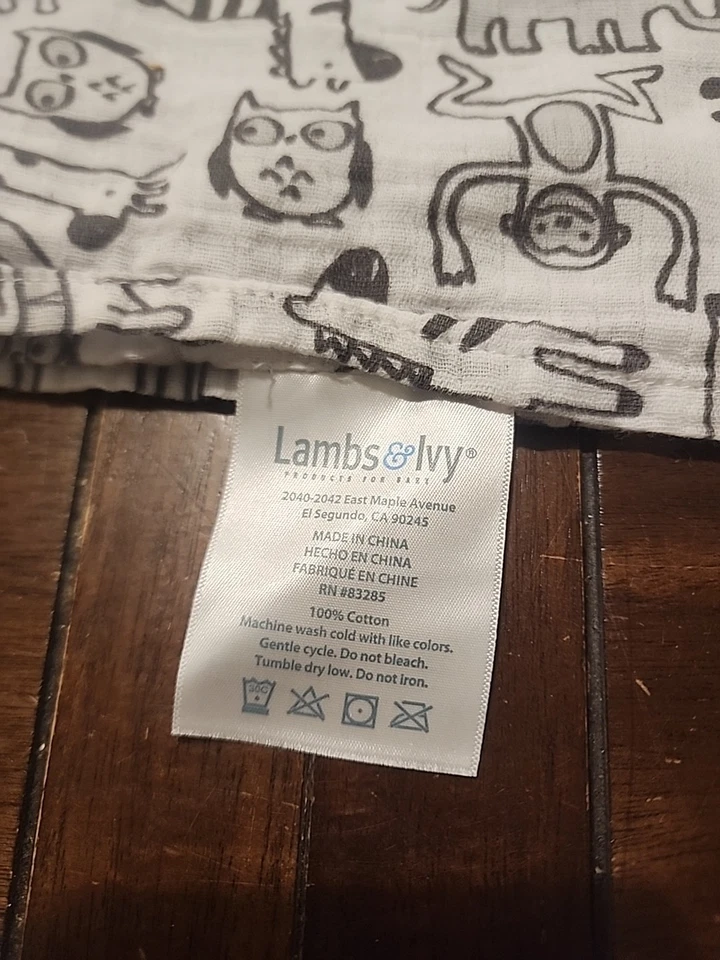 Lambs&Ivy®
PRODUCTS FOR BABY
2040-2042 East Maple Avenue
El Segundo, CA 90245
MADE IN CHINA
HECHO EN CHINA
FABRIQUÉ EN CHINE
RN #83285
100% Cotton
Machine wash cold with like colors.
Gentle cycle. Do not bleach.
Tumble dry low. Do not iron.
30C